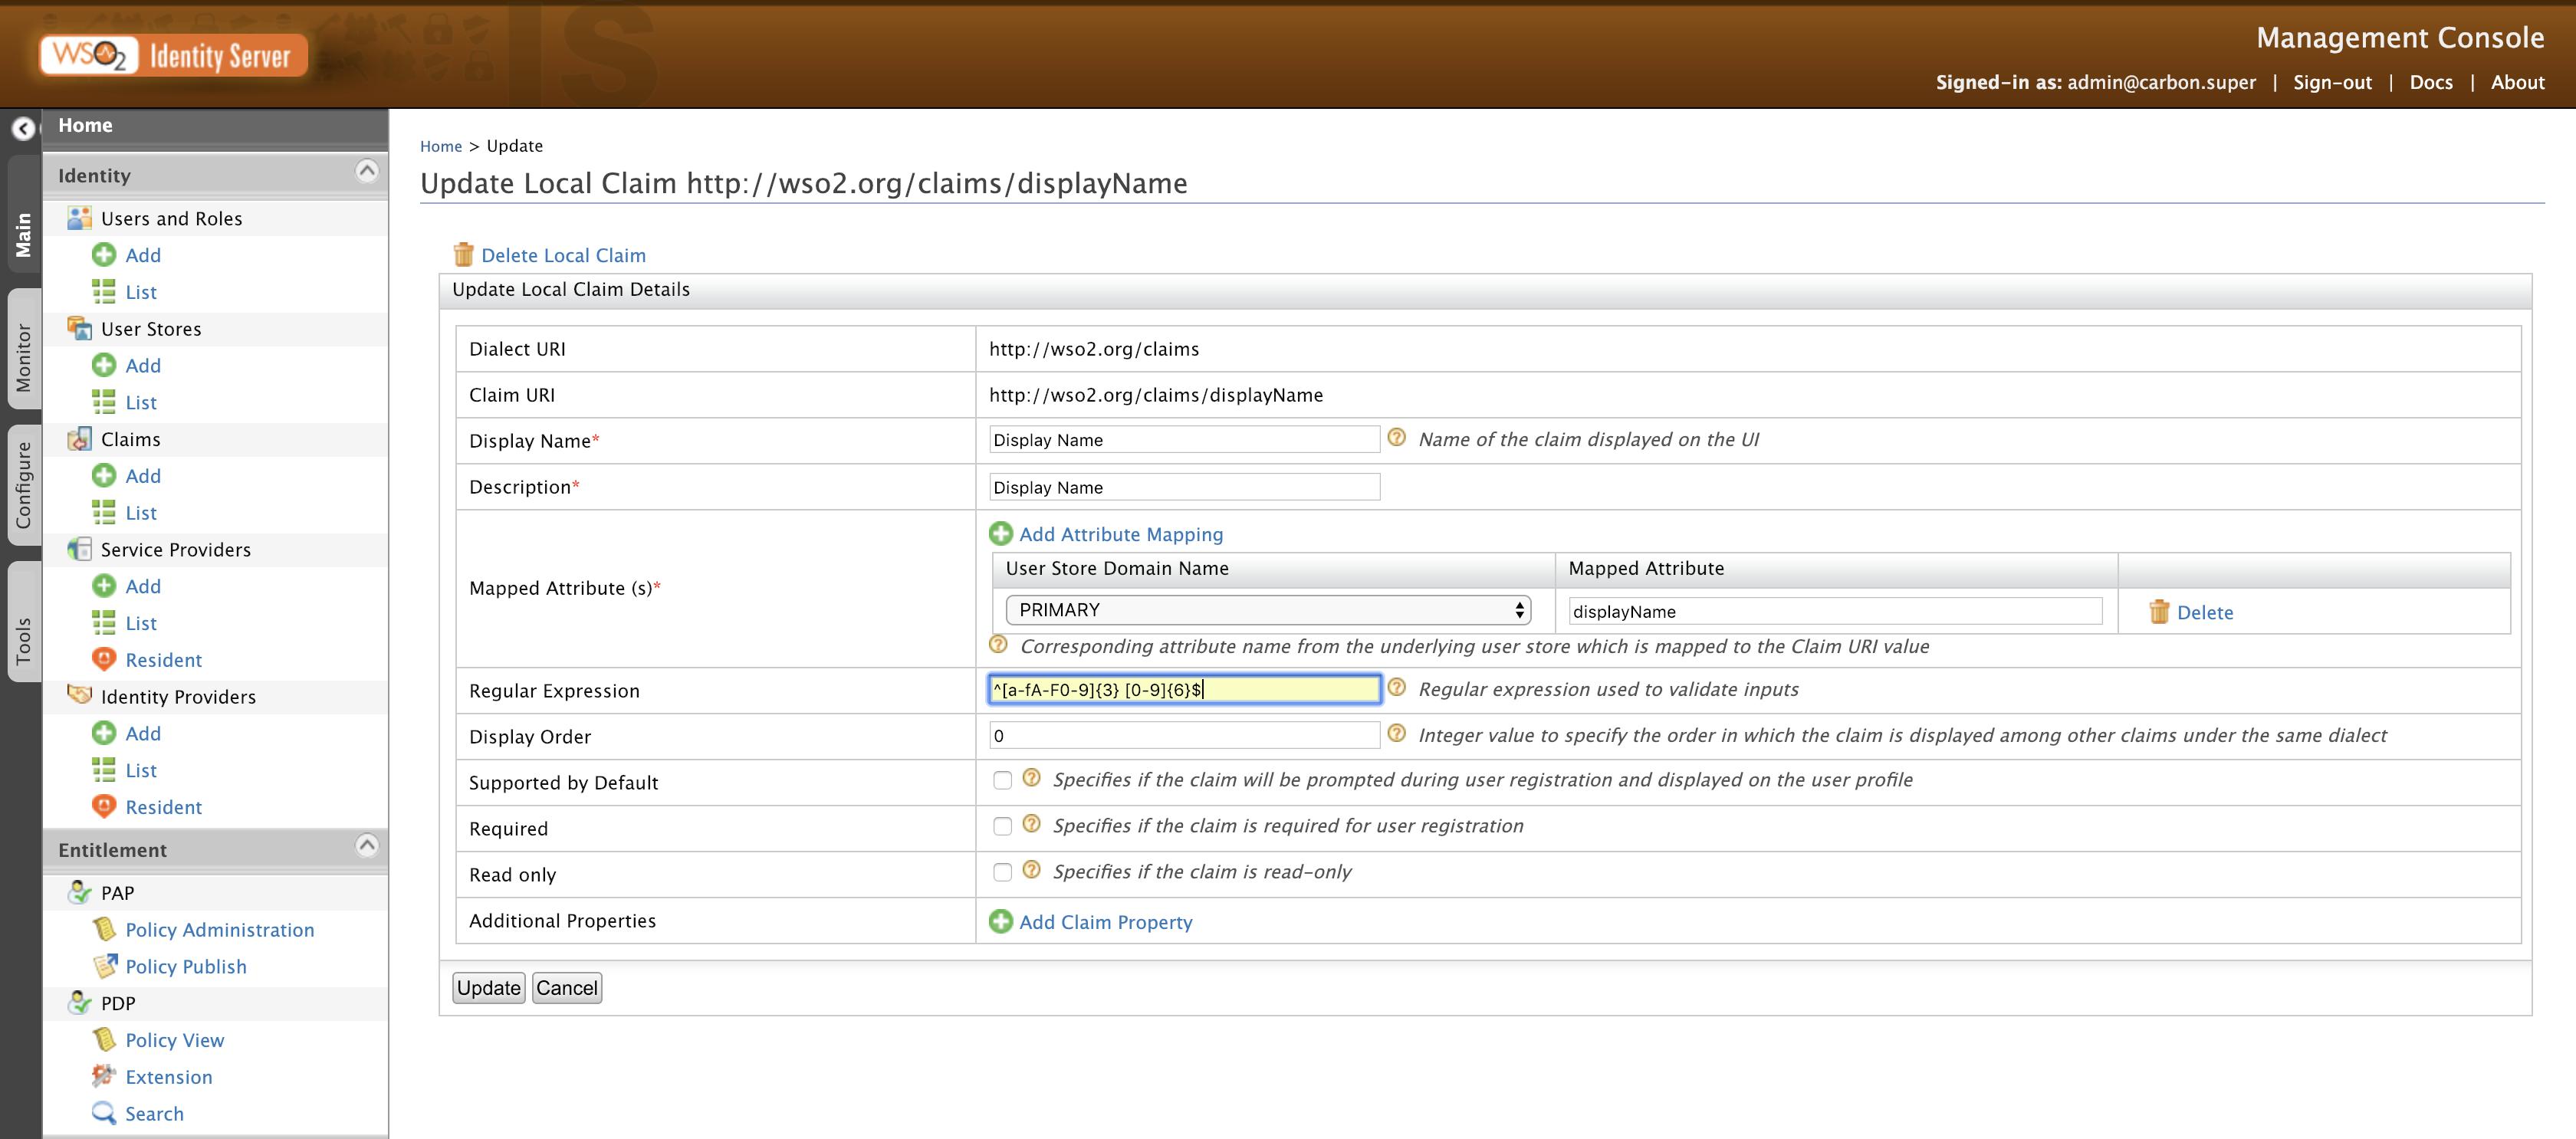 WSO2 Identity Server
Management Console
Signed-in as: admin@carbon.super | Sign-out | Docs | About
Main
Monitor
Configure
Tools
Home
Identity
Users and Roles
Add
List
User Stores
Add
List
Claims
Add
List
Service Providers
Add
List
Resident
Identity Providers
Add
List
Resident
Entitlement
PAP
Policy Administration
Policy Publish
PDP
Policy View
Extension
Search
Home > Update
Update Local Claim http://wso2.org/claims/displayName
Delete Local Claim
Update Local Claim Details
Dialect URI http://wso2.org/claims
Claim URI http://wso2.org/claims/displayName
Display Name* Display Name Name of the claim displayed on the UI
Description* Display Name
Mapped Attribute (s)*
Add Attribute Mapping
User Store Domain Name Mapped Attribute
PRIMARY displayName Delete
Corresponding attribute name from the underlying user store which is mapped to the Claim URI value
Regular Expression ^[a-fA-F0-9]{3} [0-9]{6}$ Regular expression used to validate inputs
Display Order 0 Integer value to specify the order in which the claim is displayed among other claims under the same dialect
Supported by Default Specifies if the claim will be prompted during user registration and displayed on the user profile
Required Specifies if the claim is required for user registration
Read only Specifies if the claim is read-only
Additional Properties Add Claim Property
Update Cancel